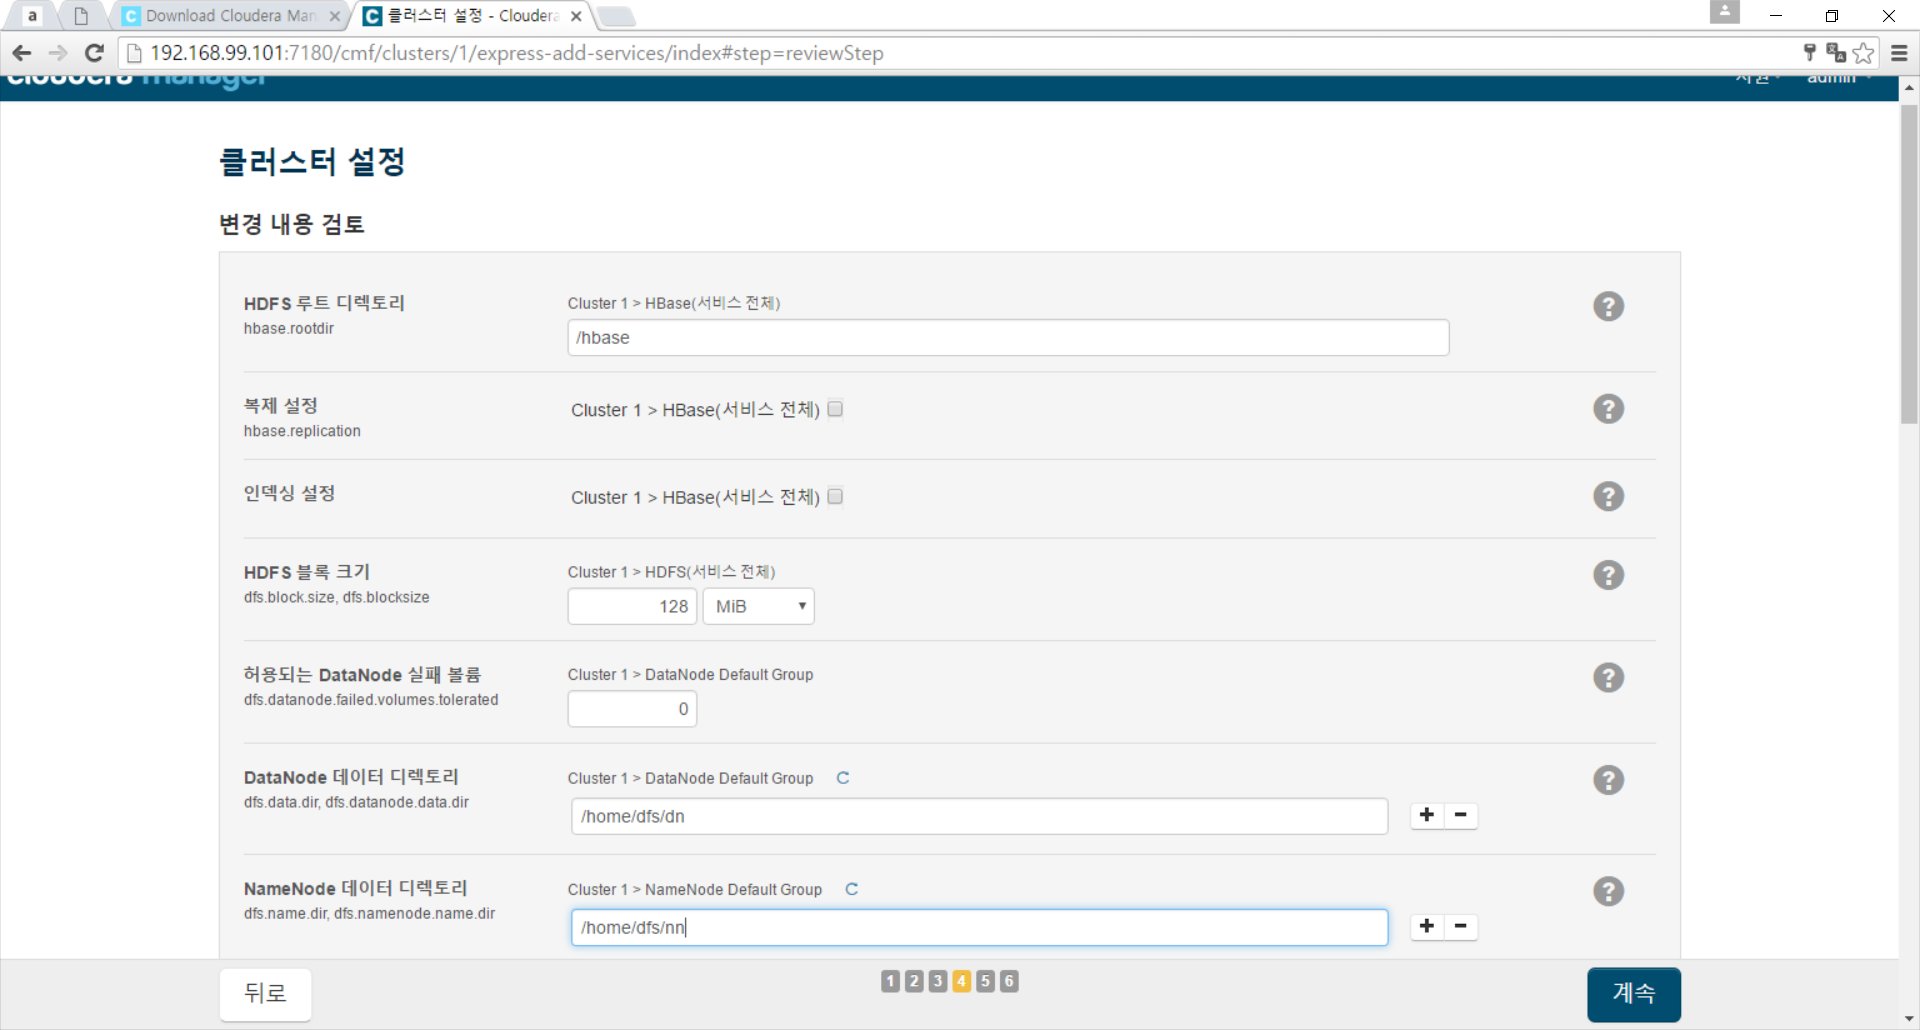 a
Download Cloudera Man
클러스터 설정 - Cloudera
192.168.99.101:7180/cmf/clusters/1/express-add-services/index#step=reviewStep
cloudera manager
지원 admin
클러스터 설정
변경 내용 검토
HDFS 루트 디렉토리
hbase.rootdir
Cluster 1 > HBase(서비스 전체)
/hbase
복제 설정
hbase.replication
Cluster 1 > HBase(서비스 전체)
인덱싱 설정
Cluster 1 > HBase(서비스 전체)
HDFS 블록 크기
dfs.block.size, dfs.blocksize
Cluster 1 > HDFS(서비스 전체)
128 MiB
허용되는 DataNode 실패 볼륨
dfs.datanode.failed.volumes.tolerated
Cluster 1 > DataNode Default Group
0
DataNode 데이터 디렉토리
dfs.data.dir, dfs.datanode.data.dir
Cluster 1 > DataNode Default Group
/home/dfs/dn
NameNode 데이터 디렉토리
dfs.name.dir, dfs.namenode.name.dir
Cluster 1 > NameNode Default Group
/home/dfs/nn
뒤로
1 2 3 4 5 6
계속